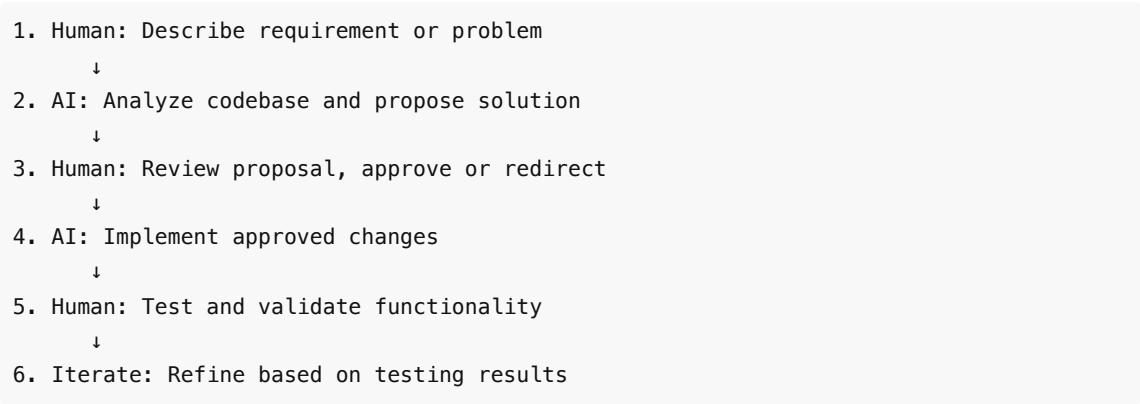 1. Human: Describe requirement or problem
↓
2. AI: Analyze codebase and propose solution
↓
3. Human: Review proposal, approve or redirect
↓
4. AI: Implement approved changes
↓
5. Human: Test and validate functionality
↓
6. Iterate: Refine based on testing results